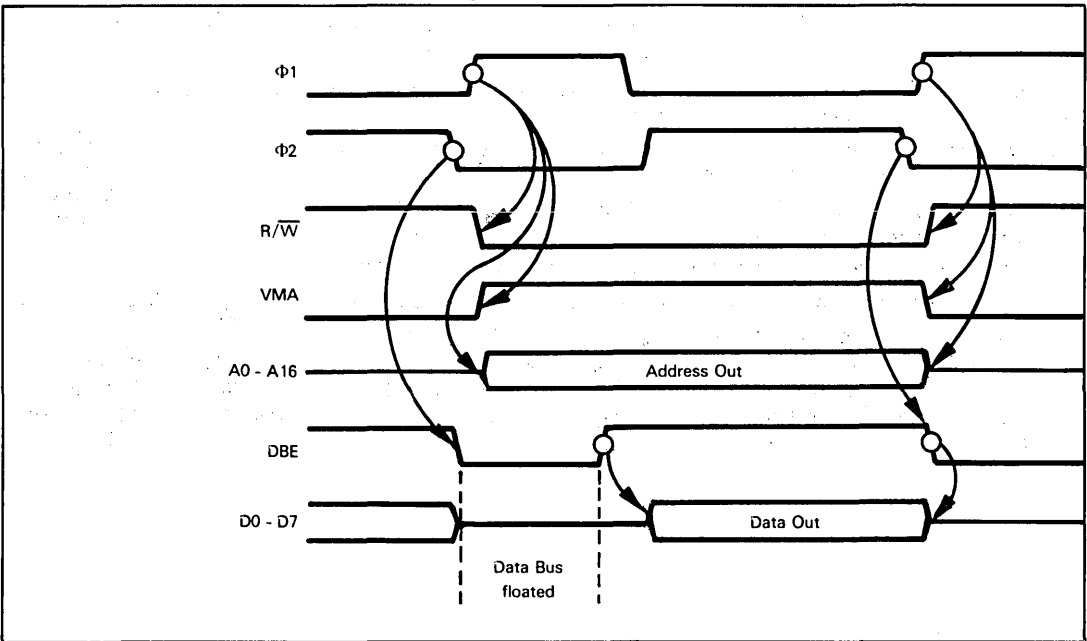 Φ1
Φ2
R/W̅
VMA
A0 - A16
Address Out
DBE
D0 - D7
Data Out
Data Bus
floated